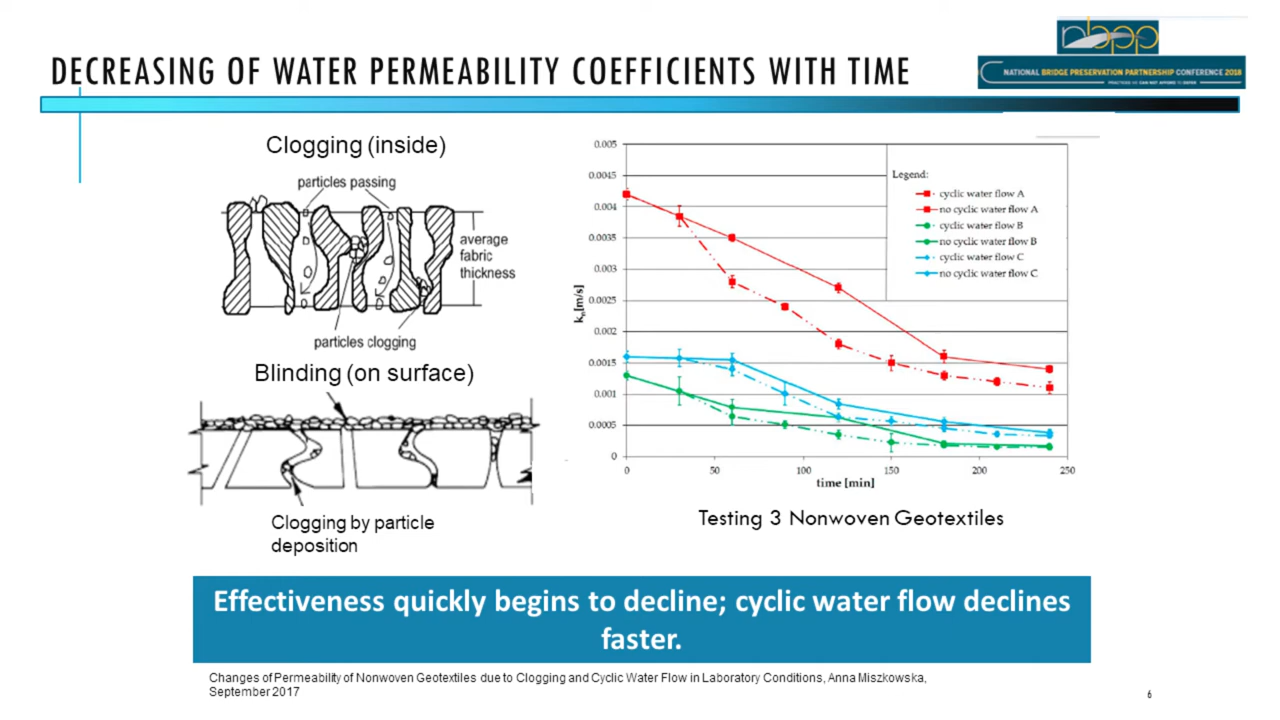 DECREASING OF WATER PERMEABILITY COEFFICIENTS WITH TIME
nbpp
NATIONAL BRIDGE PRESERVATION PARTNERSHIP CONFERENCE 2018
Clogging (inside)
particles passing
average
fabric
thickness
particles clogging
Blinding (on surface)
Clogging by particle
deposition
0.005
0.0045
0.004
0.0035
0.003
0.0025
0.002
0.0015
0.001
0.0005
0
kn[m/s]
0
50
100
150
200
250
time [min]
Legend:
cyclic water flow A
no cyclic water flow A
cyclic water flow B
no cyclic water flow B
cyclic water flow C
no cyclic water flow C
Testing 3 Nonwoven Geotextiles
Effectiveness quickly begins to decline; cyclic water flow declines
faster.
Changes of Permeability of Nonwoven Geotextiles due to Clogging and Cyclic Water Flow in Laboratory Conditions, Anna Miszkowska,
September 2017
6